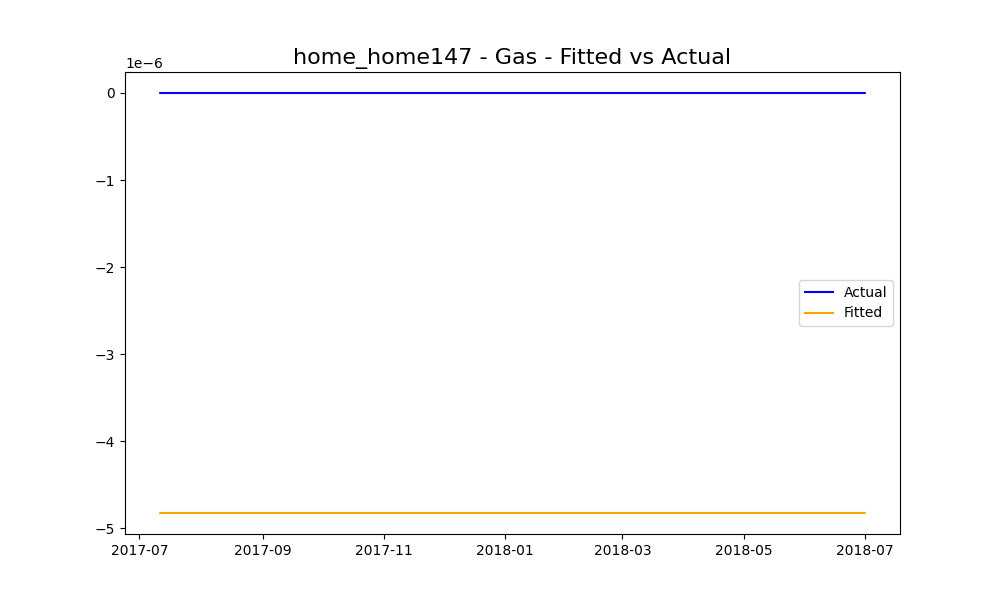 home_home147 - Gas - Fitted vs Actual
1e−6
0
−1
−2
−3
−4
−5
Actual
Fitted
2017-07 2017-09 2017-11 2018-01 2018-03 2018-05 2018-07